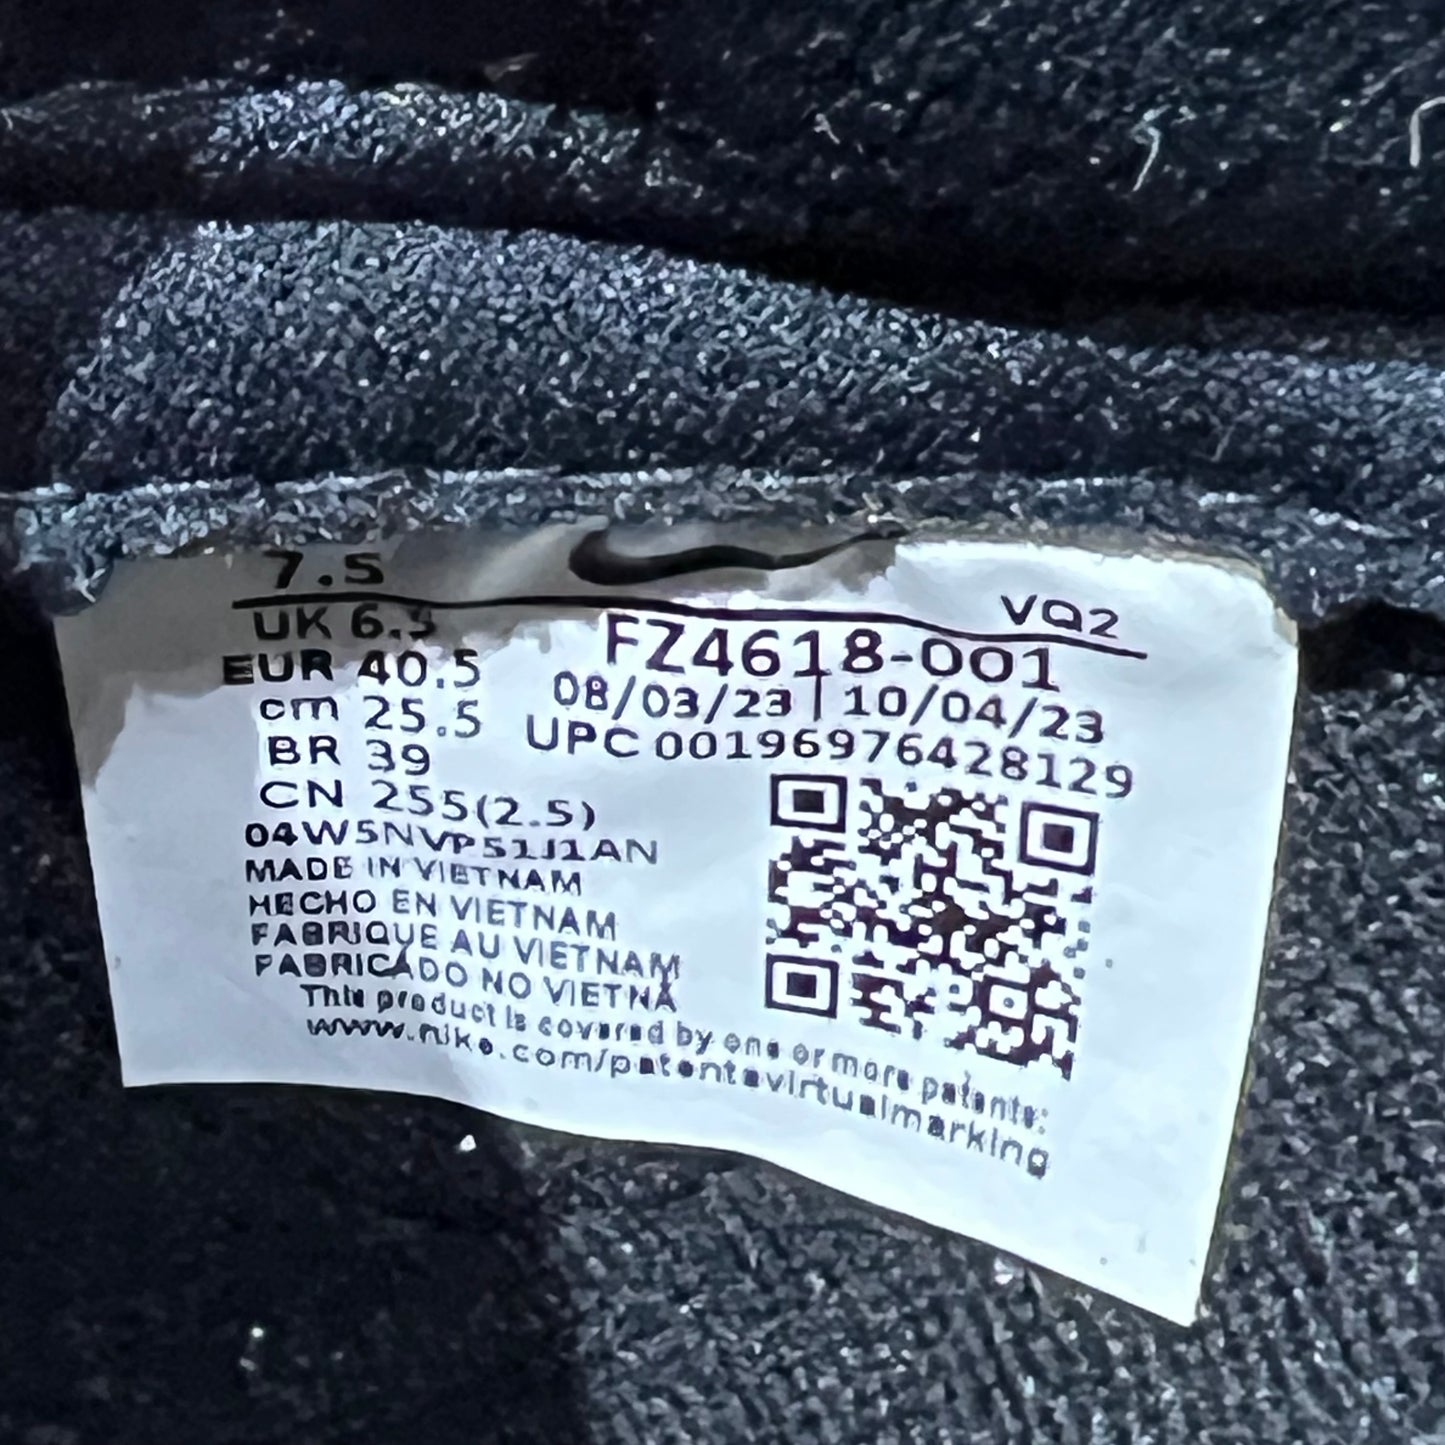 7.5
VQ2
UK 6.5
FZ4618-001
EUR 40.5
08/03/23 | 10/04/23
cm 25.5
UPC 00196976428129
BR 39
CN 255(2.5)
04W5NVP51J1AN
MADE IN VIETNAM
HECHO EN VIETNAM
FABRIQUE AU VIETNAM
FABRICADO NO VIETNÃ
This product is covered by one or more patents:
www.nike.com/patentsvirtualmarking